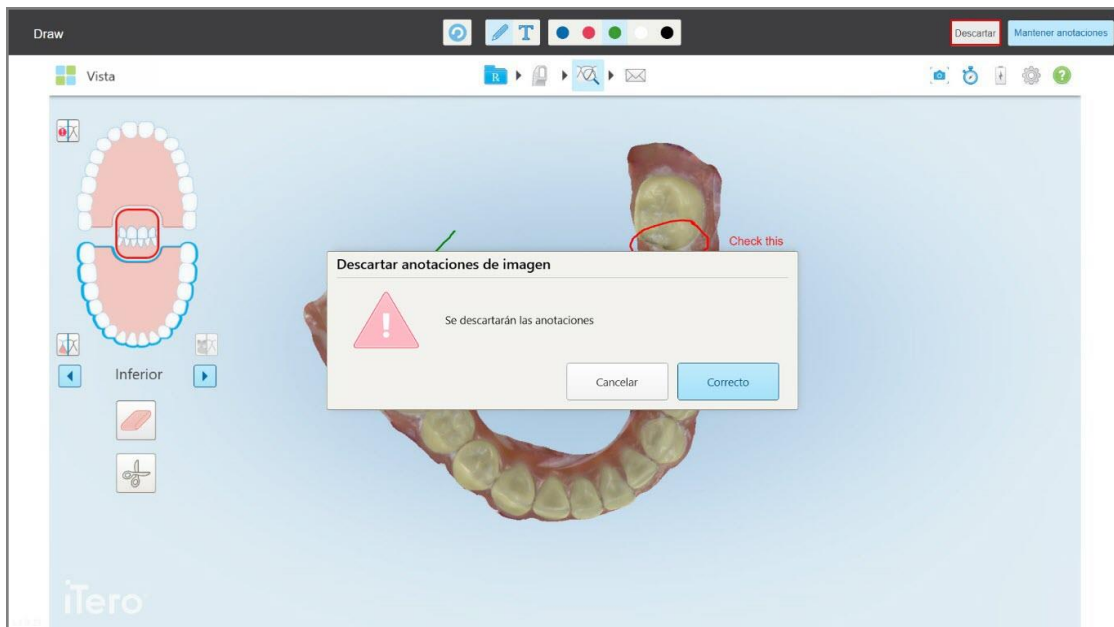 Draw
T
Descartar
Mantener anotaciones
Vista
R
?
Check this
Descartar anotaciones de imagen
!
Se descartarán las anotaciones
Cancelar
Correcto
Inferior
iTero